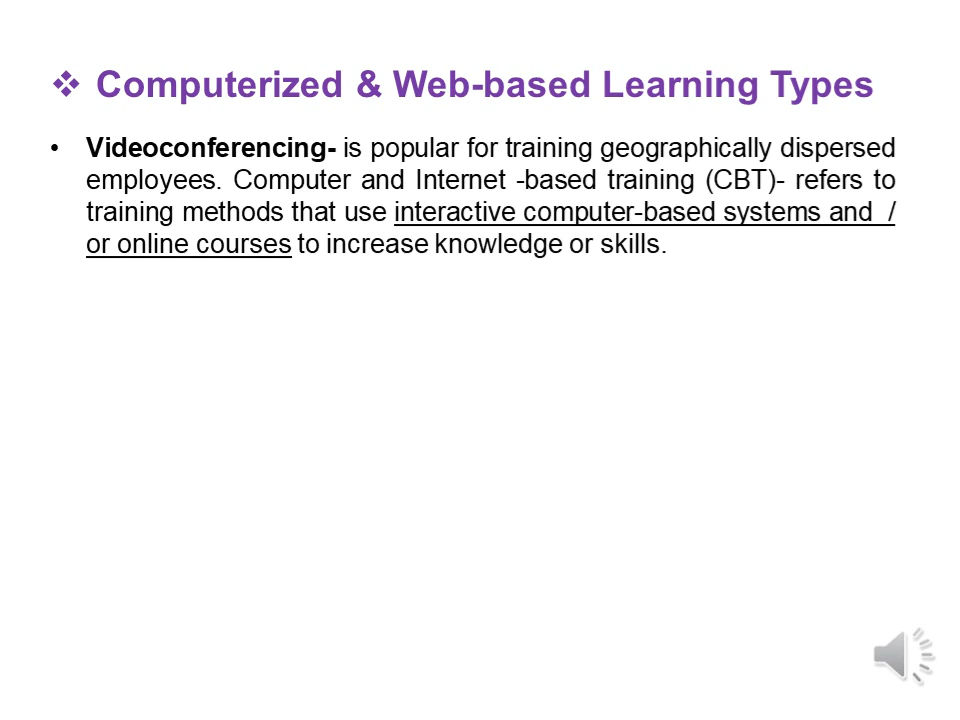 ❖ Computerized & Web-based Learning Types
• Videoconferencing- is popular for training geographically dispersed
employees. Computer and Internet -based training (CBT)- refers to
training methods that use interactive computer-based systems and  /
or online courses to increase knowledge or skills.